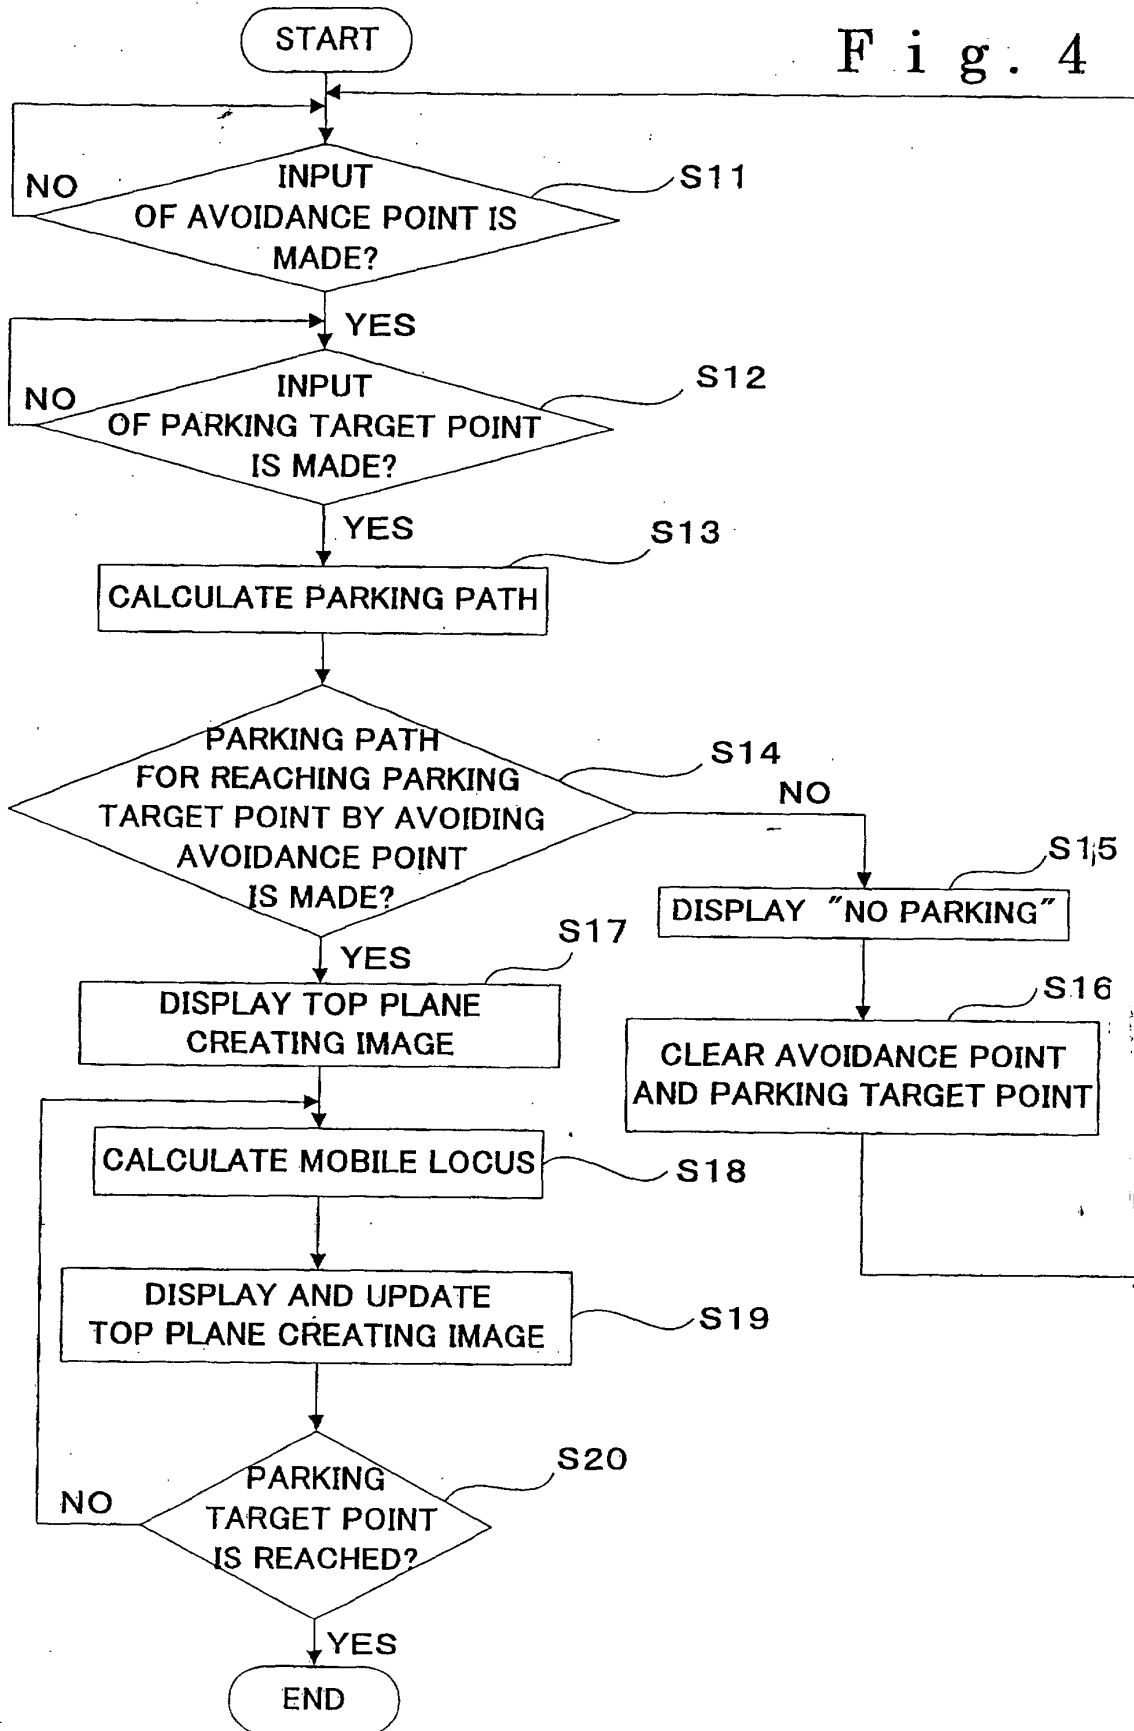 START
Fig. 4
NO
INPUT
OF AVOIDANCE POINT IS
MADE?
S11
YES
NO
INPUT
OF PARKING TARGET POINT
IS MADE?
S12
YES
S13
CALCULATE PARKING PATH
PARKING PATH
FOR REACHING PARKING
TARGET POINT BY AVOIDING
AVOIDANCE POINT
IS MADE?
S14
NO
S15
DISPLAY "NO PARKING"
S16
CLEAR AVOIDANCE POINT
AND PARKING TARGET POINT
YES
S17
DISPLAY TOP PLANE
CREATING IMAGE
CALCULATE MOBILE LOCUS
S18
DISPLAY AND UPDATE
TOP PLANE CREATING IMAGE
S19
PARKING
TARGET POINT
IS REACHED?
S20
NO
YES
END